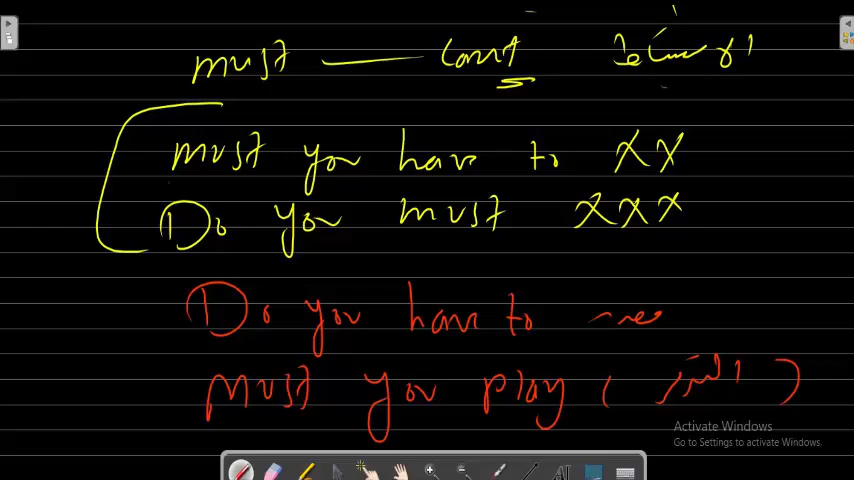 must — can't
must you have to XX
Do you must XXX
Do you have to
must you play (
Activate Windows
Go to Settings to activate Windows.